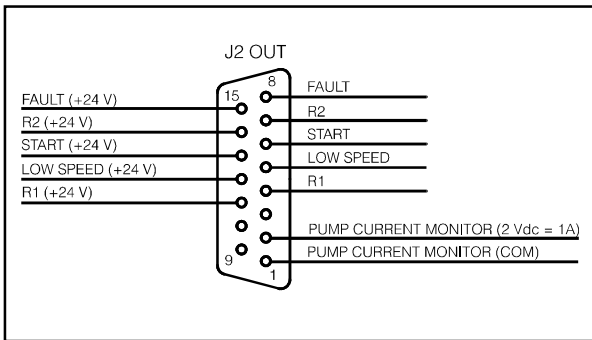 J2 OUT
15
8
FAULT (+24 V)
R2 (+24 V)
START (+24 V)
LOW SPEED (+24 V)
R1 (+24 V)
FAULT
R2
START
LOW SPEED
R1
PUMP CURRENT MONITOR (2 Vdc = 1A)
PUMP CURRENT MONITOR (COM)
9
1